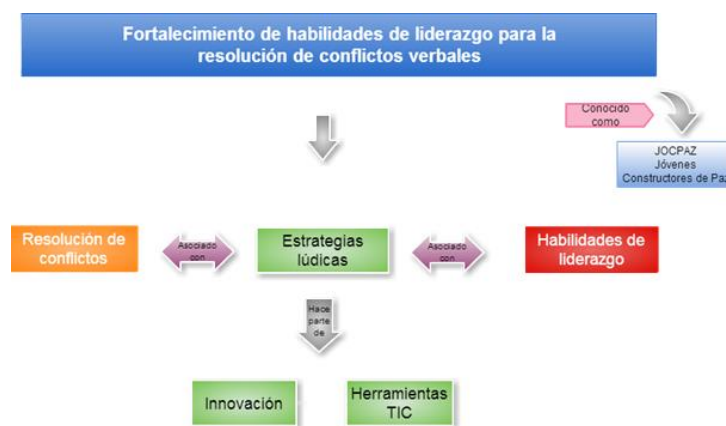 Fortalecimiento de habilidades de liderazgo para la
resolución de conflictos verbales
Conocido
como
JOCPAZ
Jóvenes
Constructores de Paz
Resolución de
conflictos
Asociado
con
Estrategias
lúdicas
Asociado
con
Habilidades de
liderazgo
Hace
parte
de
Innovación
Herramientas
TIC